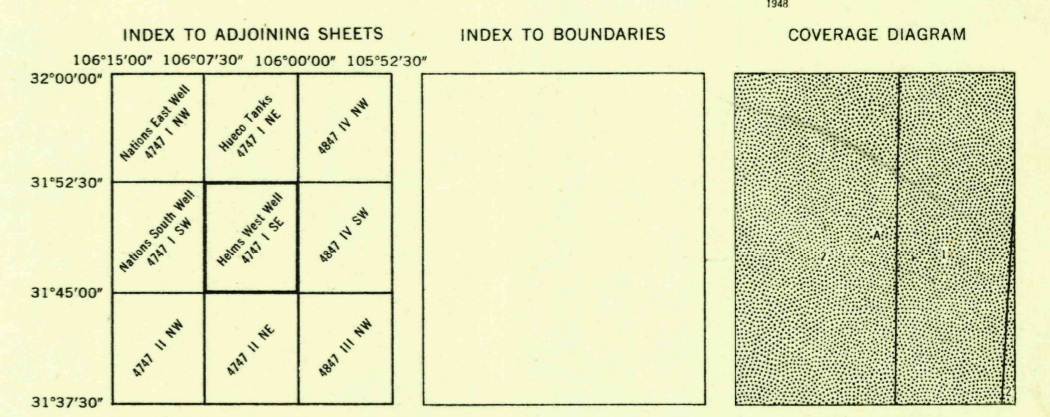 1948
INDEX TO ADJOINING SHEETS
INDEX TO BOUNDARIES
COVERAGE DIAGRAM
106°15'00" 106°07'30" 106°00'00" 105°52'30"
32°00'00"
Nations East Well
4747 I NW
Hueco Tanks
4747 I NE
4847 IV NW
31°52'30"
Nations South Well
4747 I SW
Helms West Well
4747 I SE
4847 IV SW
A
31°45'00"
4747 II NW
4747 II NE
4847 III NW
31°37'30"